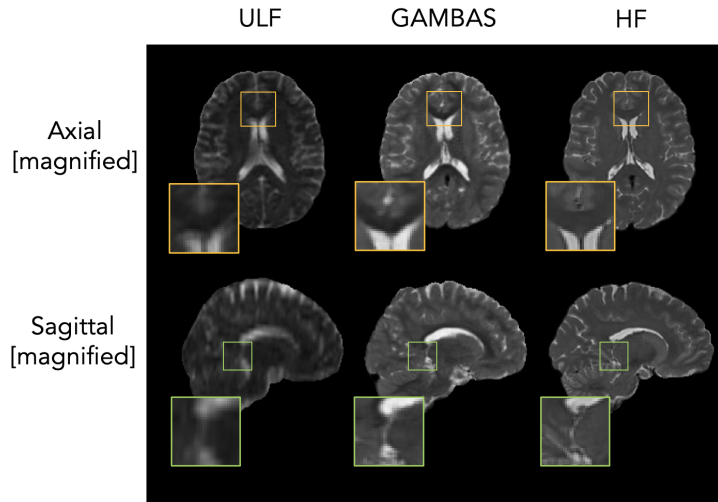 ULF GAMBAS HF
Axial
[magnified]
Sagittal
[magnified]